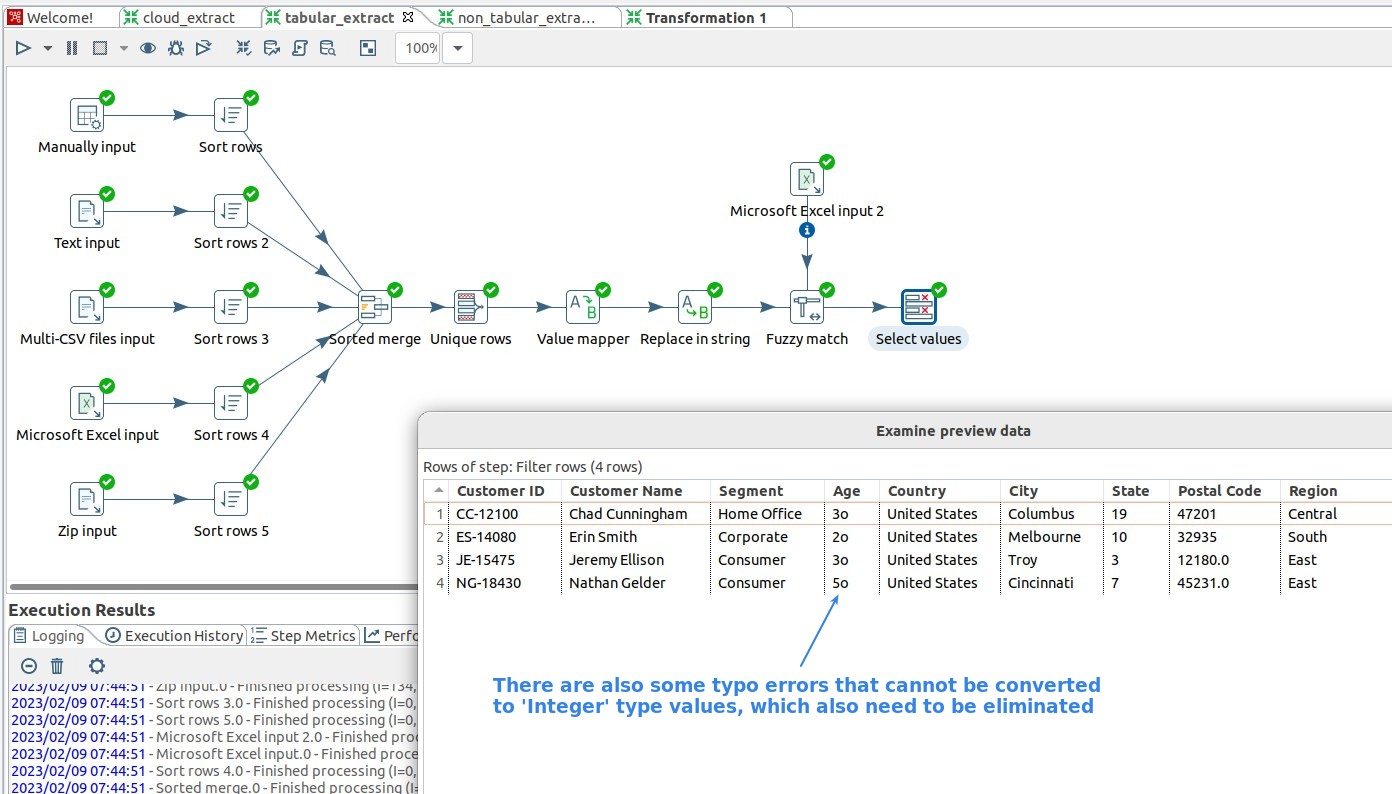 Welcome!
cloud_extract
tabular_extract
non_tabular_extra...
Transformation 1
100%
Manually input
Sort rows
Text input
Sort rows 2
Microsoft Excel input 2
Multi-CSV files input
Sort rows 3
Sorted merge
Unique rows
Value mapper
Replace in string
Fuzzy match
Select values
Microsoft Excel input
Sort rows 4
Zip input
Sort rows 5
Examine preview data
Rows of step: Filter rows (4 rows)
Customer ID Customer Name Segment Age Country City State Postal Code Region
1 CC-12100 Chad Cunningham Home Office 3o United States Columbus 19 47201 Central
2 ES-14080 Erin Smith Corporate 2o United States Melbourne 10 32935 South
3 JE-15475 Jeremy Ellison Consumer 3o United States Troy 3 12180.0 East
4 NG-18430 Nathan Gelder Consumer 5o United States Cincinnati 7 45231.0 East
There are also some typo errors that cannot be converted
to 'Integer' type values, which also need to be eliminated
Execution Results
Logging Execution History Step Metrics Perfo
2023/02/09 07:44:51 - Zip input.0 - Finished processing (I=134,
2023/02/09 07:44:51 - Sort rows 3.0 - Finished processing (I=0,
2023/02/09 07:44:51 - Sort rows 5.0 - Finished processing (I=0,
2023/02/09 07:44:51 - Microsoft Excel input 2.0 - Finished pro
2023/02/09 07:44:51 - Microsoft Excel input.0 - Finished proce
2023/02/09 07:44:51 - Sort rows 4.0 - Finished processing (I=0,
2023/02/09 07:44:51 - Sorted merge.0 - Finished processing (I=